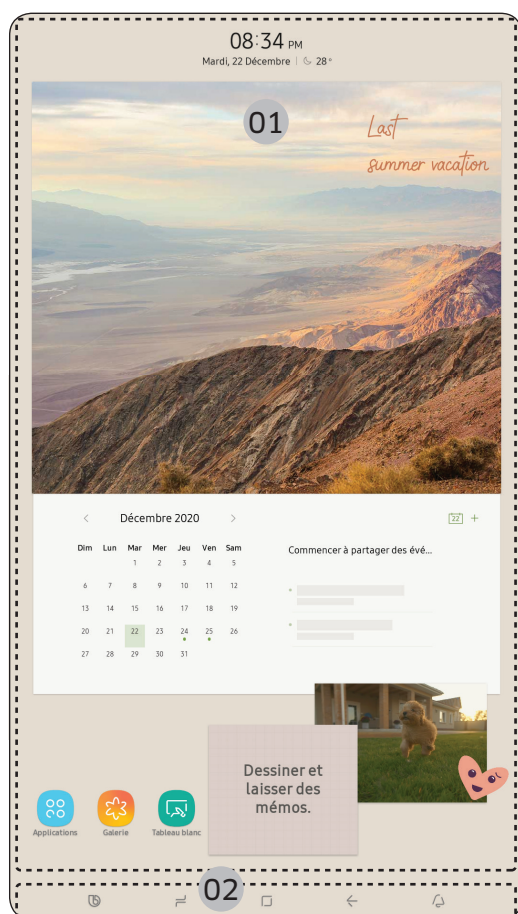 08:34 PM
Mardi, 22 Décembre | 28°
01
Last
summer vacation
Décembre 2020
22 +
Dim Lun Mar Mer Jeu Ven Sam
1 2 3 4 5
6 7 8 9 10 11 12
13 14 15 16 17 18 19
20 21 22 23 24 25 26
27 28 29 30 31
Commencer à partager des évé...
Dessiner et
laisser des
mémos.
Applications Galerie Tableau blanc
02